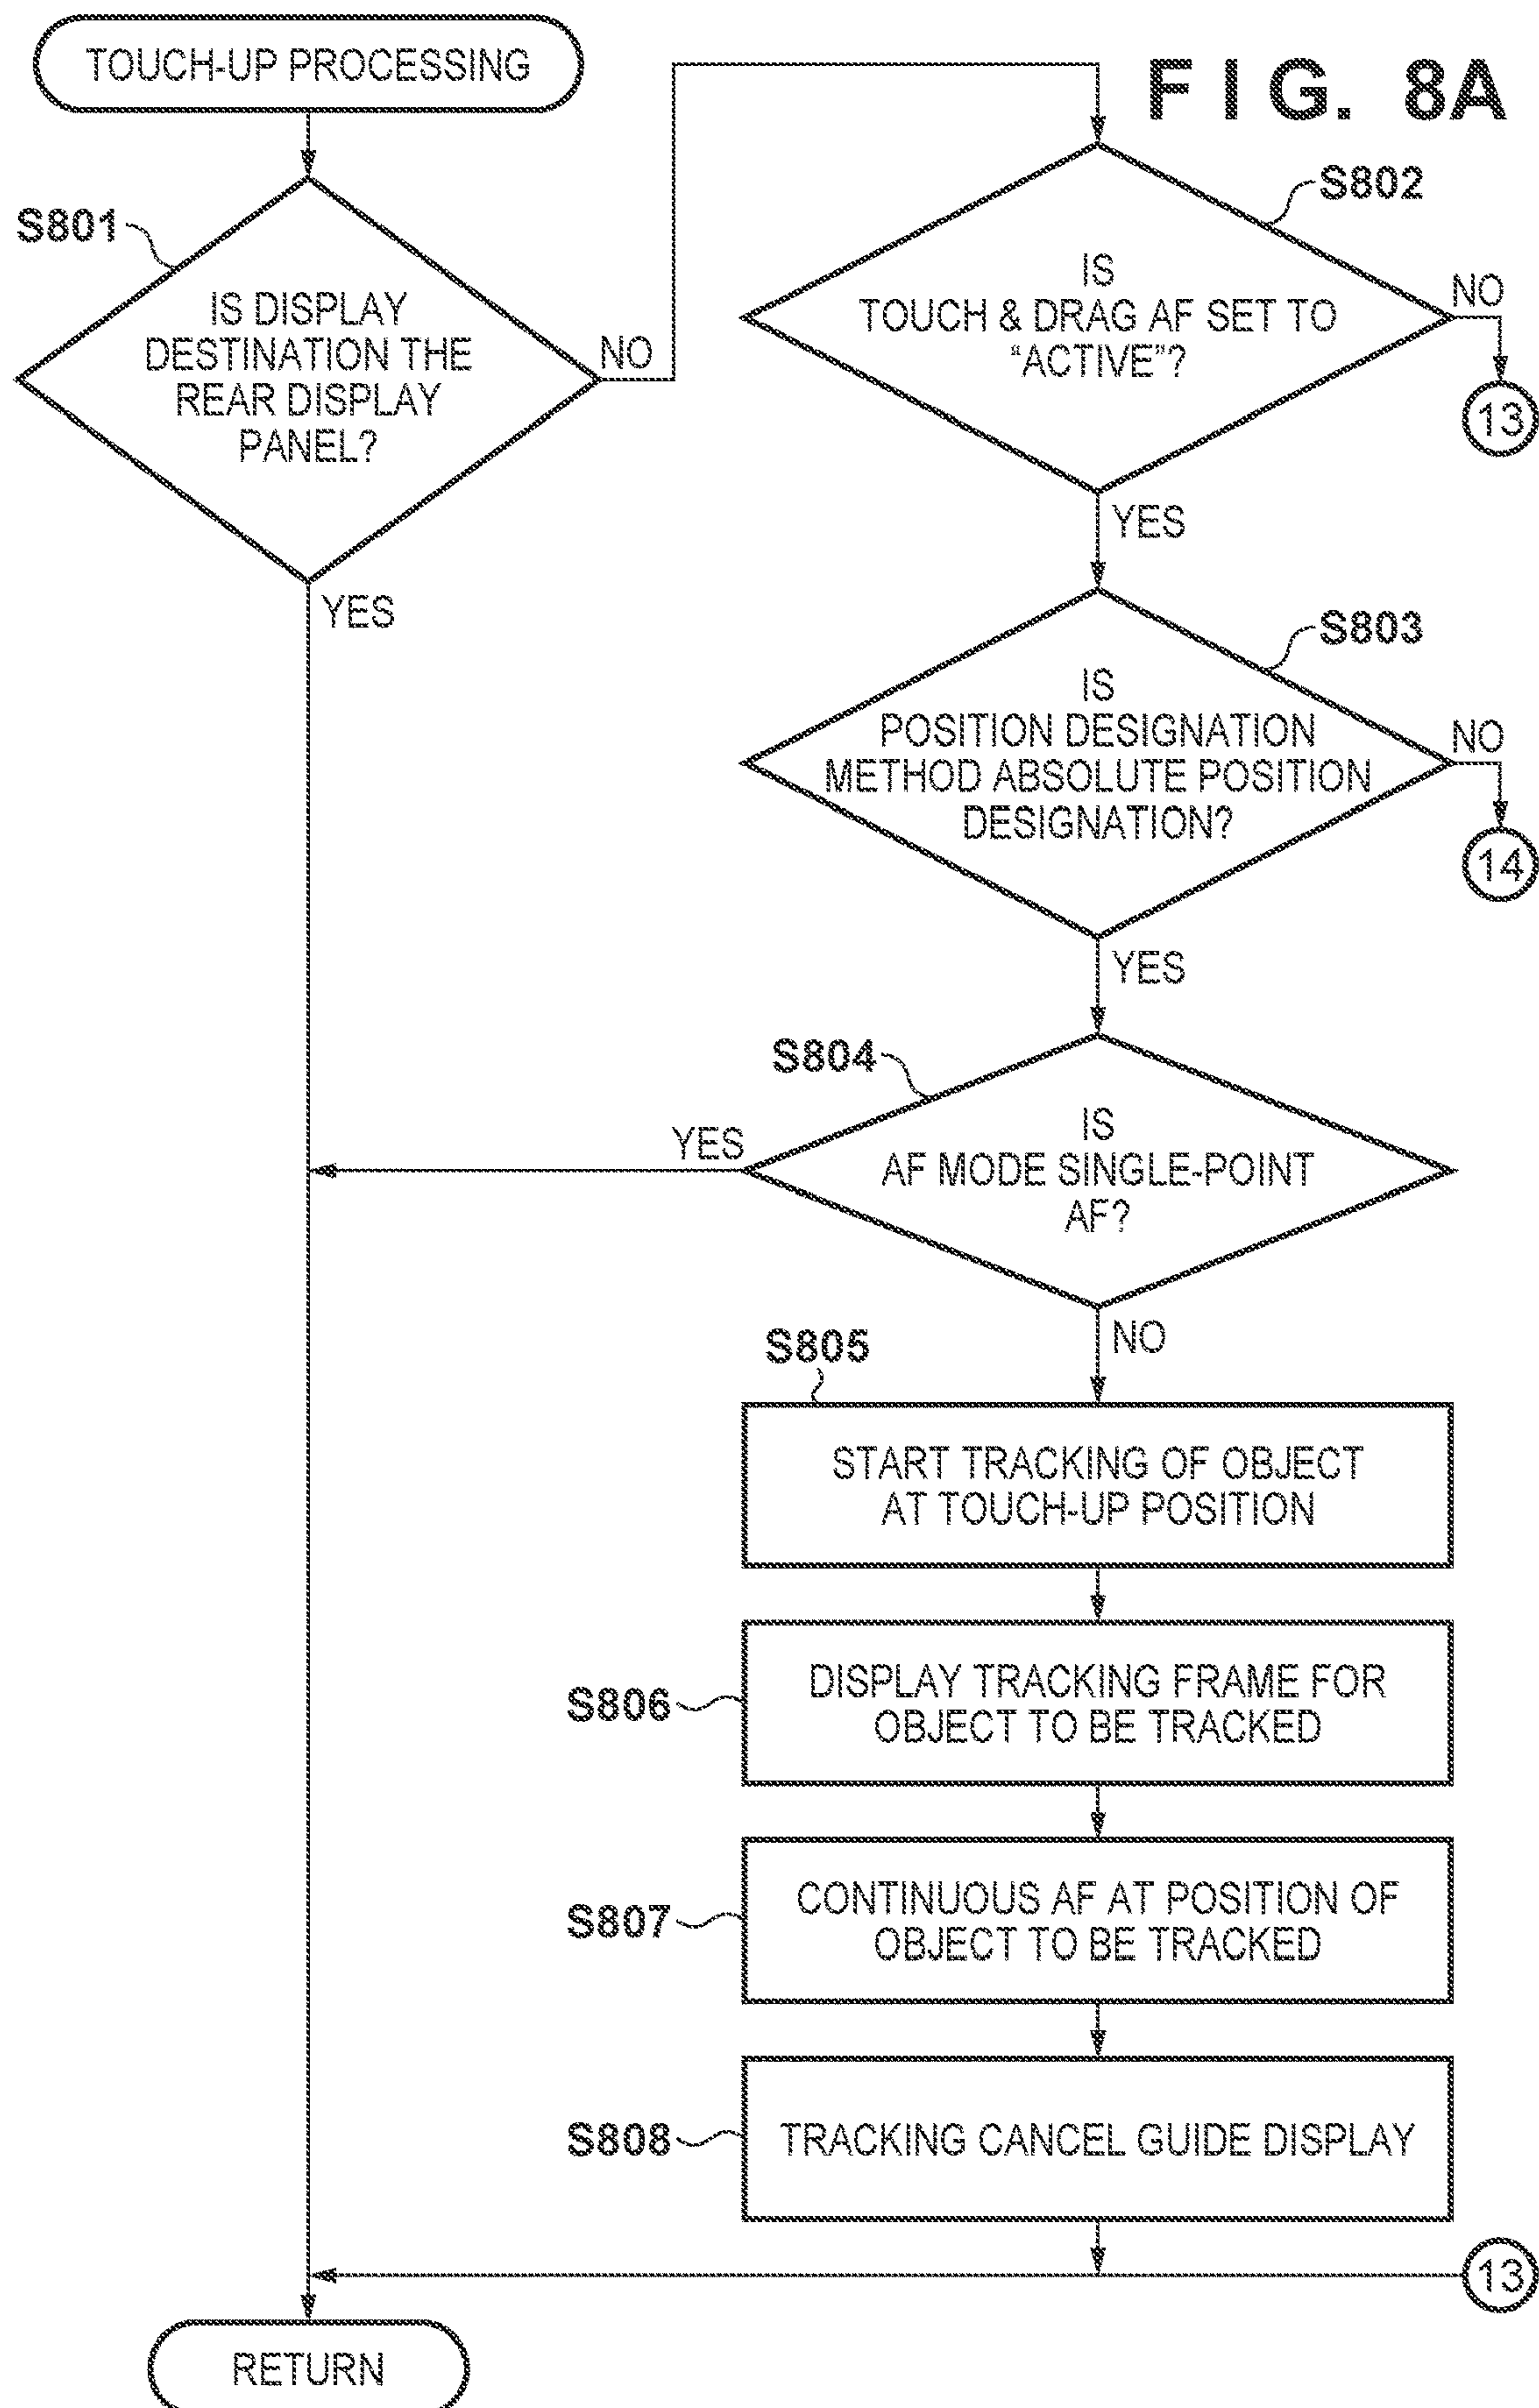 TOUCH-UP PROCESSING
FIG. 8A
S801
IS DISPLAY
DESTINATION THE
REAR DISPLAY
PANEL?
NO
YES
S802
IS
TOUCH & DRAG AF SET TO
“ACTIVE”?
NO
13
YES
S803
IS
POSITION DESIGNATION
METHOD ABSOLUTE POSITION
DESIGNATION?
NO
14
YES
S804
IS
AF MODE SINGLE-POINT
AF?
YES
NO
S805
START TRACKING OF OBJECT
AT TOUCH-UP POSITION
S806
DISPLAY TRACKING FRAME FOR
OBJECT TO BE TRACKED
S807
CONTINUOUS AF AT POSITION OF
OBJECT TO BE TRACKED
S808
TRACKING CANCEL GUIDE DISPLAY
13
RETURN